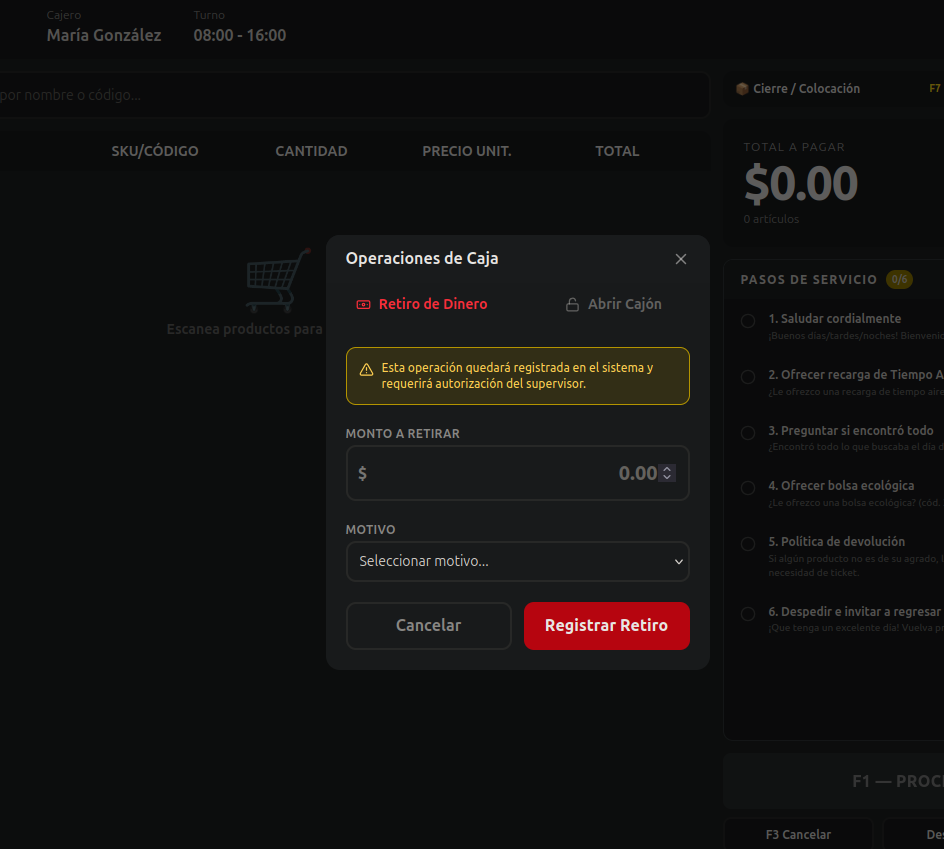 Cajero
Turno
María González
08:00 - 16:00
por nombre o código...
Cierre / Colocación
F7
SKU/CÓDIGO
CANTIDAD
PRECIO UNIT.
TOTAL
TOTAL A PAGAR
$0.00
0 artículos
Escanea productos para
Operaciones de Caja
Retiro de Dinero
Abrir Cajón
Esta operación quedará registrada en el sistema y
requerirá autorización del supervisor.
MONTO A RETIRAR
$
0.00
MOTIVO
Seleccionar motivo...
Cancelar
Registrar Retiro
PASOS DE SERVICIO
0/6
1. Saludar cordialmente
¡Buenos días/tardes/noches! Bienvenid
2. Ofrecer recarga de Tiempo A
¿Le ofrezco una recarga de tiempo aire
3. Preguntar si encontró todo
¿Encontró todo lo que buscaba el día d
4. Ofrecer bolsa ecológica
¿Le ofrezco una bolsa ecológica? (cód.
5. Política de devolución
Si algún producto no es de su agrado,
necesidad de ticket.
6. Despedir e invitar a regresar
¡Que tenga un excelente día! Vuelva pr
F1 — PROCE
F3 Cancelar
Des